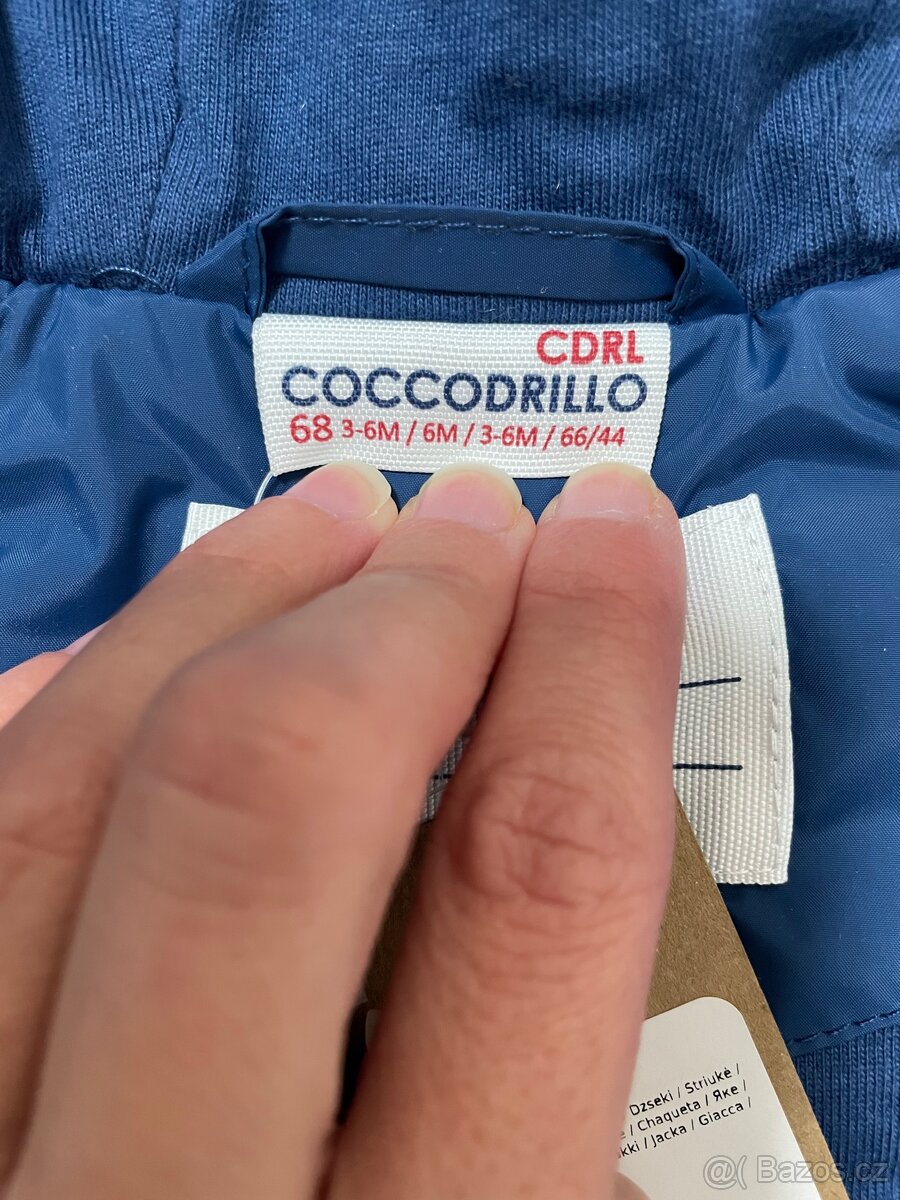 CDRL
COCCODRILLO
68 3-6M / 6M / 3-6M / 66/44
Dzseki / Striukė /
/ Chaqueta / Яке /
/ Jacka / Giacca /
@( Bazos.cz